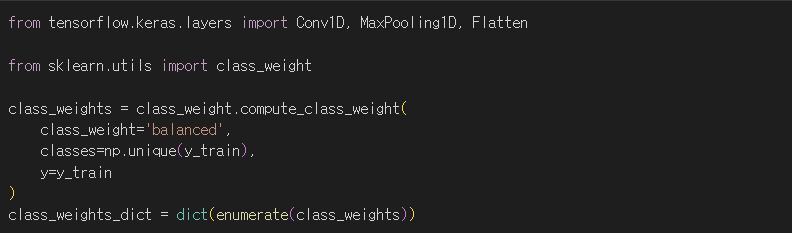 from tensorflow.keras.layers import Conv1D, MaxPooling1D, Flatten
from sklearn.utils import class_weight
class_weights = class_weight.compute_class_weight(
    class_weight='balanced',
    classes=np.unique(y_train),
    y=y_train
)
class_weights_dict = dict(enumerate(class_weights))